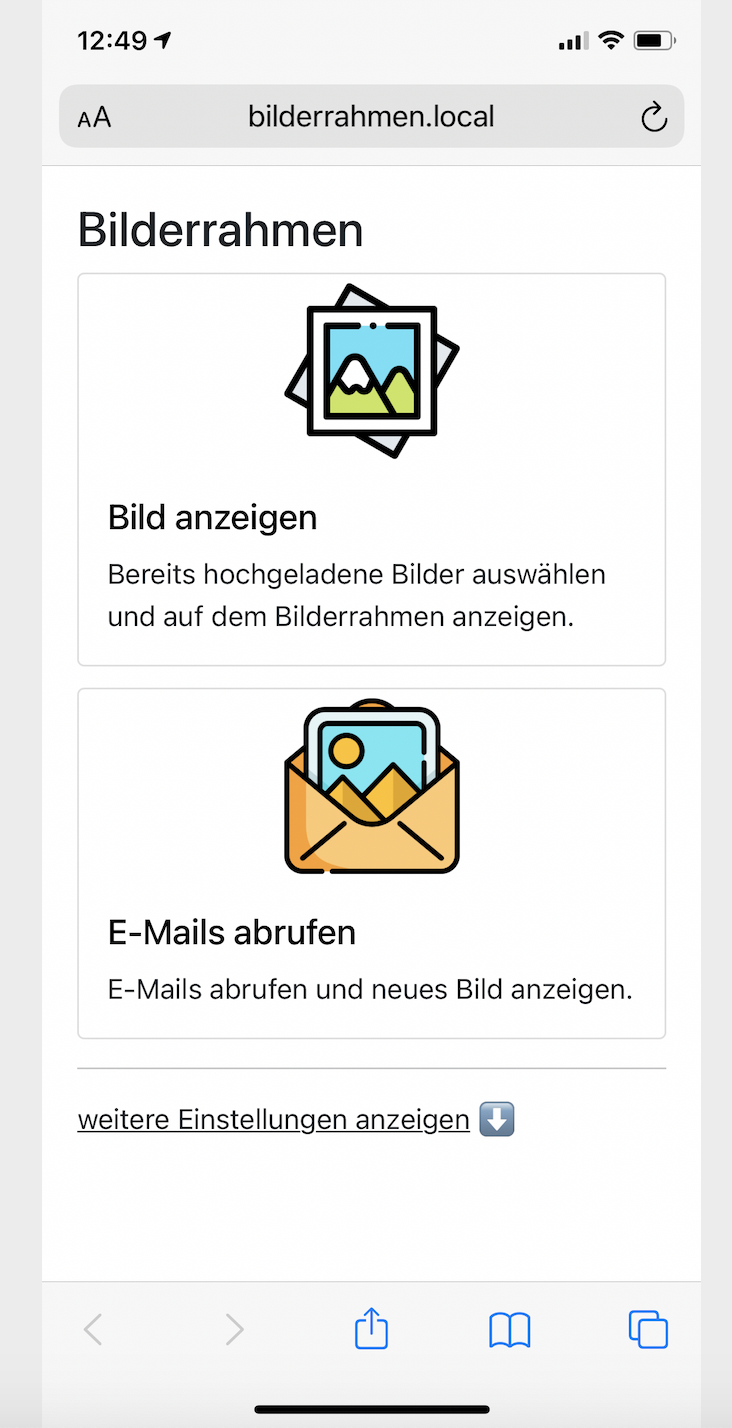 12:49
AA
bilderrahmen.local
Bilderrahmen
Bild anzeigen
Bereits hochgeladene Bilder auswählen
und auf dem Bilderrahmen anzeigen.
E-Mails abrufen
E-Mails abrufen und neues Bild anzeigen.
weitere Einstellungen anzeigen